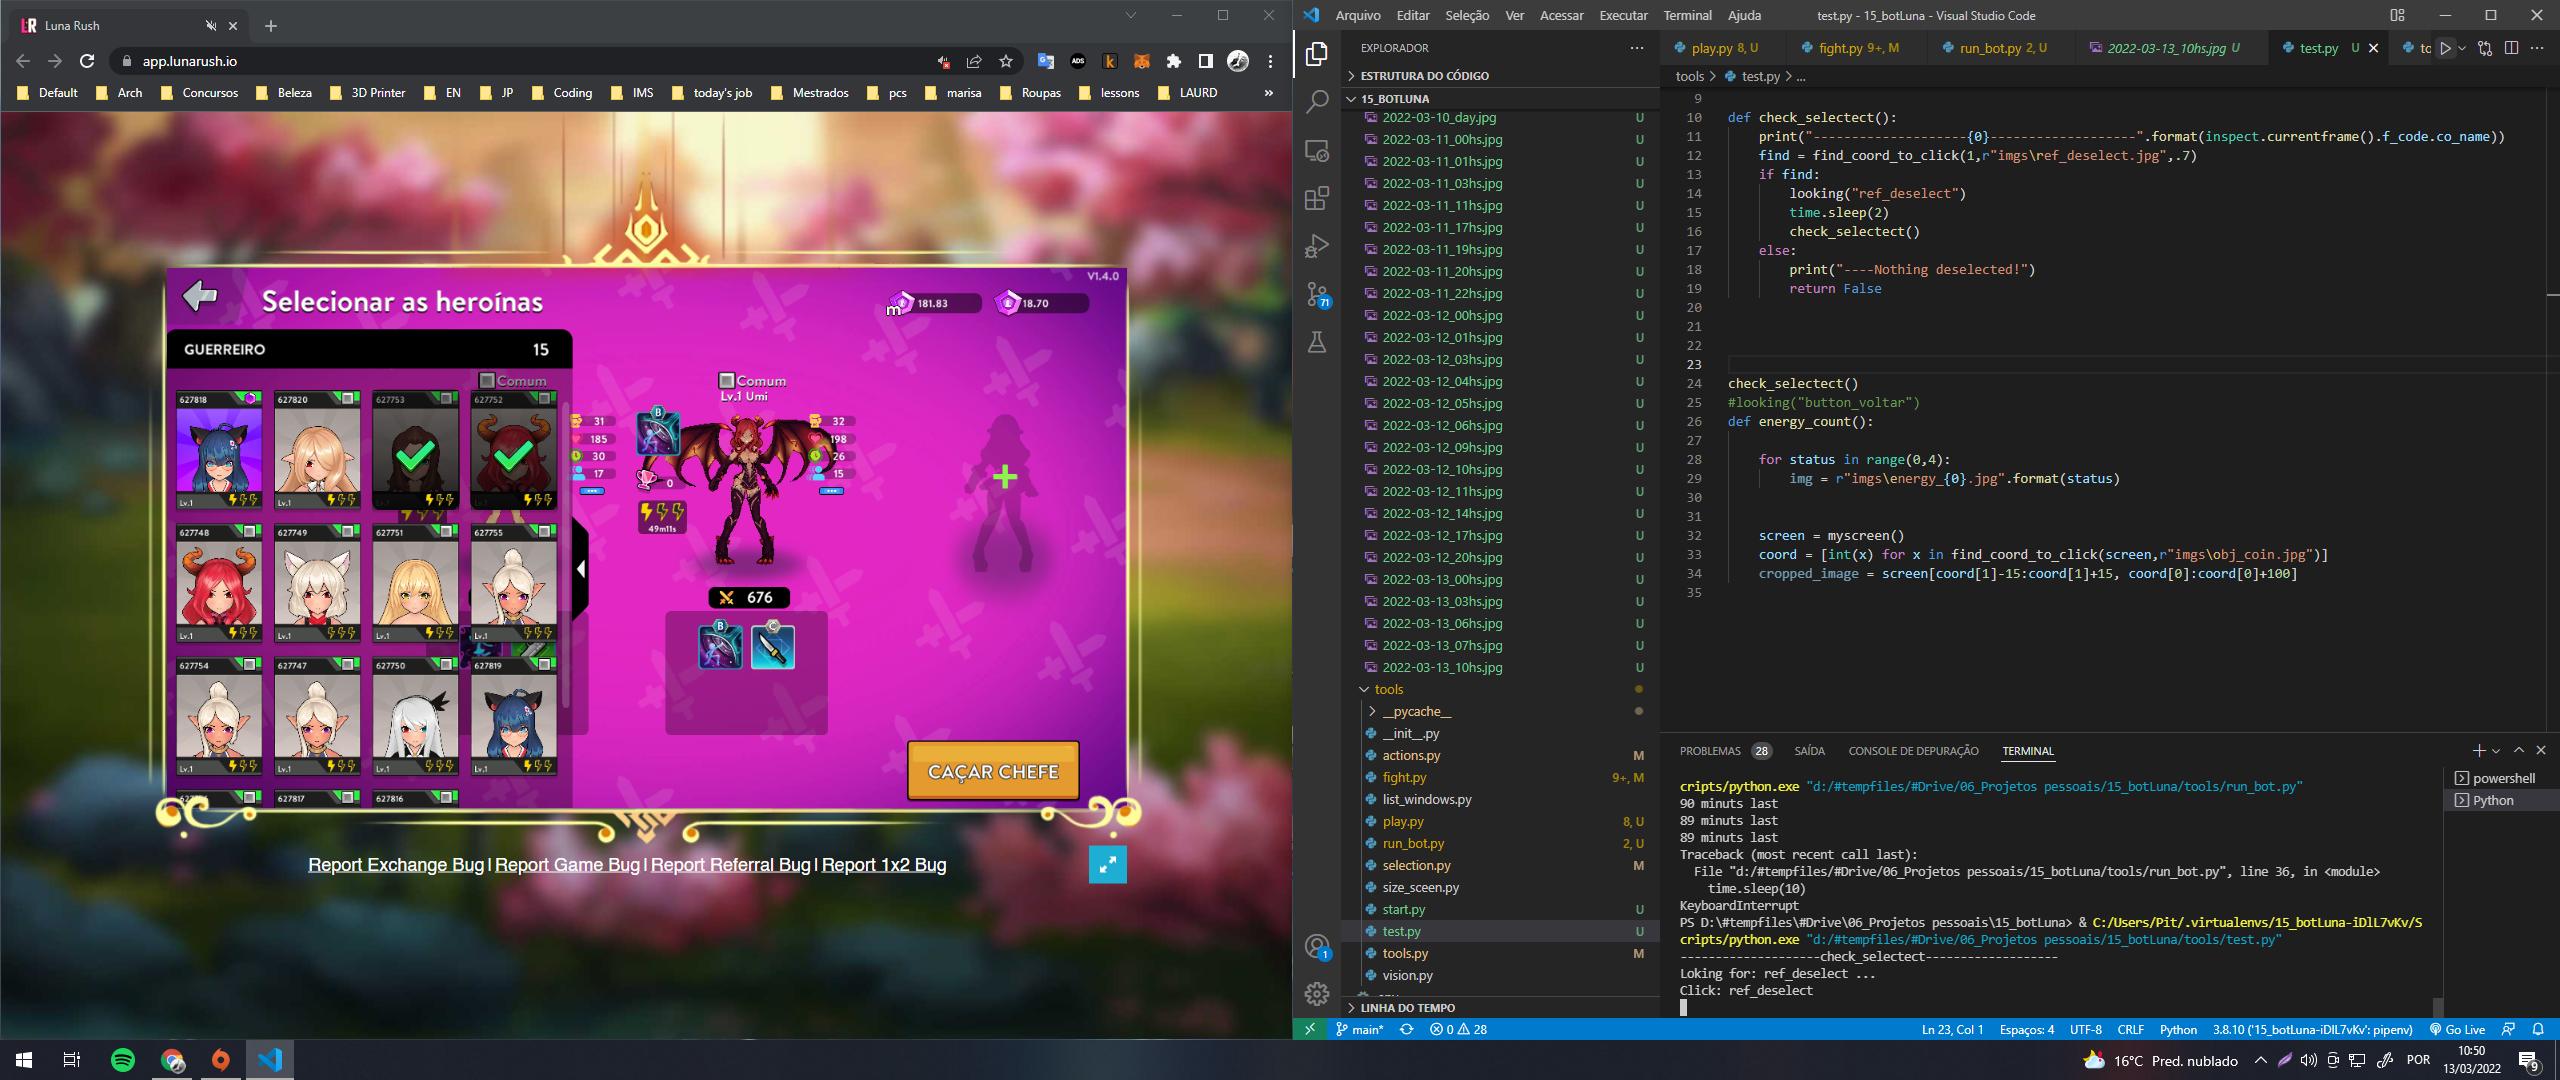 Luna Rush
app.lunarush.io
Default
Arch
Concursos
Beleza
3D Printer
EN
JP
Coding
IMS
today's job
Mestrados
pcs
marisa
Roupas
lessons
LAURD
»
V1.4.0
Selecionar as heroínas
m 181.83
18.70
GUERREIRO 15
Comum
627818
627820
627753
627752
Lv.1
Lv.1
627748
627749
627751
627755
Lv.1
Lv.1
Lv.1
Lv.1
627754
627747
627750
627819
Lv.1
Lv.1
Lv.1
Lv.1
627817
627816
31
185
30
17
Comum
Lv.1 Umi
B
0
49m11s
32
198
26
15
676
B
C
CAÇAR CHEFE
Report Exchange Bug | Report Game Bug | Report Referral Bug | Report 1x2 Bug
Arquivo Editar Seleção Ver Acessar Executar Terminal Ajuda
test.py - 15_botLuna - Visual Studio Code
EXPLORADOR
ESTRUTURA DO CÓDIGO
15_BOTLUNA
2022-03-10_day.jpg U
2022-03-11_00hs.jpg U
2022-03-11_01hs.jpg U
2022-03-11_03hs.jpg U
2022-03-11_11hs.jpg U
2022-03-11_17hs.jpg U
2022-03-11_19hs.jpg U
2022-03-11_20hs.jpg U
2022-03-11_22hs.jpg U
2022-03-12_00hs.jpg U
2022-03-12_01hs.jpg U
2022-03-12_03hs.jpg U
2022-03-12_04hs.jpg U
2022-03-12_05hs.jpg U
2022-03-12_06hs.jpg U
2022-03-12_09hs.jpg U
2022-03-12_10hs.jpg U
2022-03-12_11hs.jpg U
2022-03-12_14hs.jpg U
2022-03-12_17hs.jpg U
2022-03-12_20hs.jpg U
2022-03-13_00hs.jpg U
2022-03-13_03hs.jpg U
2022-03-13_06hs.jpg U
2022-03-13_07hs.jpg U
2022-03-13_10hs.jpg U
tools
__pycache__
__init__.py
actions.py M
fight.py 9+, M
list_windows.py
play.py 8, U
run_bot.py 2, U
selection.py M
size_sceen.py
start.py U
test.py U
tools.py M
vision.py
LINHA DO TEMPO
71
1
play.py 8, U
fight.py 9+, M
run_bot.py 2, U
2022-03-13_10hs.jpg U
test.py U
tools > test.py > ...
9
10 def check_selectect():
11 print("--------------------{0}-------------------".format(inspect.currentframe().f_code.co_name))
12 find = find_coord_to_click(1,r"imgs\ref_deselect.jpg",.7)
13 if find:
14 looking("ref_deselect")
15 time.sleep(2)
16 check_selectect()
17 else:
18 print("----Nothing deselected!")
19 return False
20
21
22
23
24 check_selectect()
25 #looking("button_voltar")
26 def energy_count():
27
28 for status in range(0,4):
29 img = r"imgs\energy_{0}.jpg".format(status)
30
31
32 screen = myscreen()
33 coord = [int(x) for x in find_coord_to_click(screen,r"imgs\obj_coin.jpg")]
34 cropped_image = screen[coord[1]-15:coord[1]+15, coord[0]:coord[0]+100]
35
PROBLEMAS 28 SAÍDA CONSOLE DE DEPURAÇÃO TERMINAL
powershell
Python
cripts/python.exe "d:/#tempfiles/#Drive/06_Projetos pessoais/15_botLuna/tools/run_bot.py"
90 minuts last
89 minuts last
89 minuts last
Traceback (most recent call last):
File "d:/#tempfiles/#Drive/06_Projetos pessoais/15_botLuna/tools/run_bot.py", line 36, in <module>
time.sleep(10)
KeyboardInterrupt
PS D:\#tempfiles\#Drive\06_Projetos pessoais\15_botLuna> & C:/Users/Pit/.virtualenvs/15_botLuna-iDlL7vKv/S
cripts/python.exe "d:/#tempfiles/#Drive/06_Projetos pessoais/15_botLuna/tools/test.py"
--------------------check_selectect-------------------
Loking for: ref_deselect ...
Click: ref_deselect
main* 0 28
Ln 23, Col 1 Espaços: 4 UTF-8 CRLF Python 3.8.10 ('15_botLuna-iDlL7vKv': pipenv) Go Live
16°C Pred. nublado
POR
10:50
13/03/2022
9